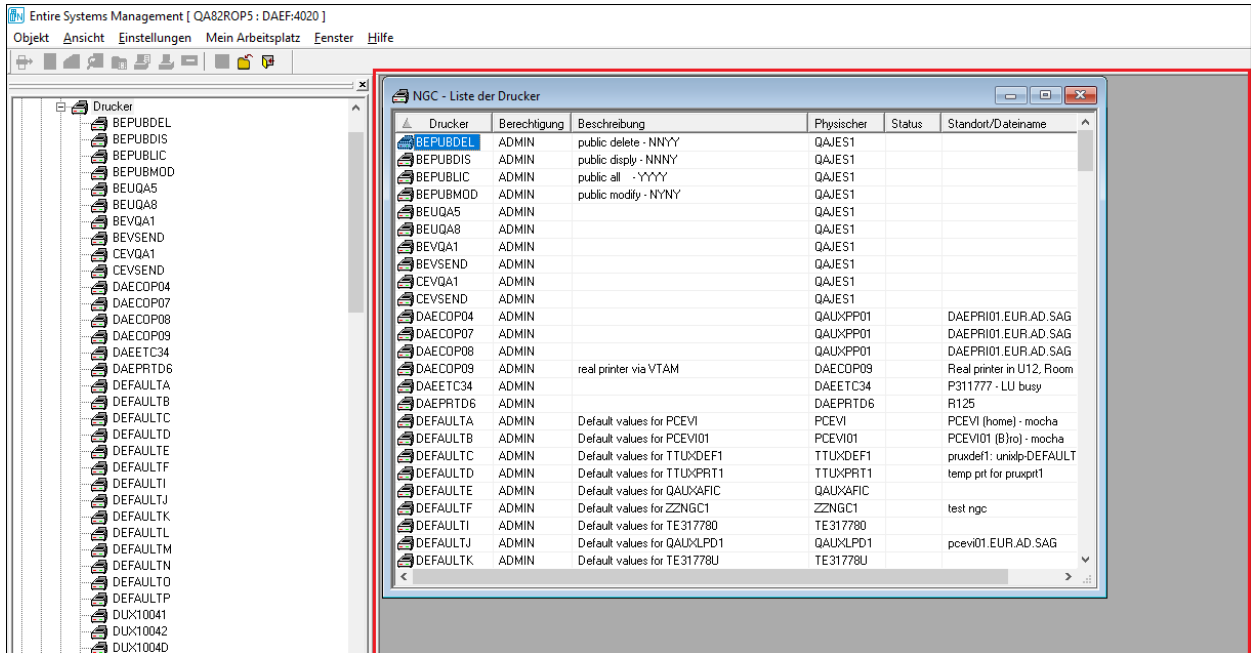 Entire Systems Management [ QA82ROP5 : DAEF:4020 ]
Objekt Ansicht Einstellungen Mein Arbeitsplatz Fenster Hilfe
Drucker
BEPUBDEL
BEPUBDIS
BEPUBLIC
BEPUBMOD
BEUQA5
BEUQA8
BEVQA1
BEVSEND
CEVQA1
CEVSEND
DAECOP04
DAECOP07
DAECOP08
DAECOP09
DAEETC34
DAEPRTD6
DEFAULTA
DEFAULTB
DEFAULTC
DEFAULTD
DEFAULTE
DEFAULTF
DEFAULTI
DEFAULTJ
DEFAULTK
DEFAULTL
DEFAULTM
DEFAULTN
DEFAULTO
DEFAULTP
DUX10041
DUX10042
DUX1004D
NGC - Liste der Drucker
Drucker Berechtigung Beschreibung Physischer Status Standort/Dateiname
BEPUBDEL ADMIN public delete - NNYY QAJES1
BEPUBDIS ADMIN public disply - NNNY QAJES1
BEPUBLIC ADMIN public all - YYYY QAJES1
BEPUBMOD ADMIN public modify - NYNY QAJES1
BEUQA5 ADMIN QAJES1
BEUQA8 ADMIN QAJES1
BEVQA1 ADMIN QAJES1
BEVSEND ADMIN QAJES1
CEVQA1 ADMIN QAJES1
CEVSEND ADMIN QAJES1
DAECOP04 ADMIN QAUXPP01 DAEPRI01.EUR.AD.SAG
DAECOP07 ADMIN QAUXPP01 DAEPRI01.EUR.AD.SAG
DAECOP08 ADMIN QAUXPP01 DAEPRI01.EUR.AD.SAG
DAECOP09 ADMIN real printer via VTAM DAECOP09 Real printer in U12, Room
DAEETC34 ADMIN DAEETC34 P311777 - LU busy
DAEPRTD6 ADMIN DAEPRTD6 R125
DEFAULTA ADMIN Default values for PCEVI PCEVI PCEVI (home) - mocha
DEFAULTB ADMIN Default values for PCEVI01 PCEVI01 PCEVI01 (B)ro) - mocha
DEFAULTC ADMIN Default values for TTUXDEF1 TTUXDEF1 pruxdef1: unixlp-DEFAULT
DEFAULTD ADMIN Default values for TTUXPRT1 TTUXPRT1 temp prt for pruxprt1
DEFAULTE ADMIN Default values for QAUXAFIC QAUXAFIC
DEFAULTF ADMIN Default values for ZZNGC1 ZZNGC1 test ngc
DEFAULTI ADMIN Default values for TE317780 TE317780
DEFAULTJ ADMIN Default values for QAUXLPD1 QAUXLPD1 pcevi01.EUR.AD.SAG
DEFAULTK ADMIN Default values for TE31778U TE31778U